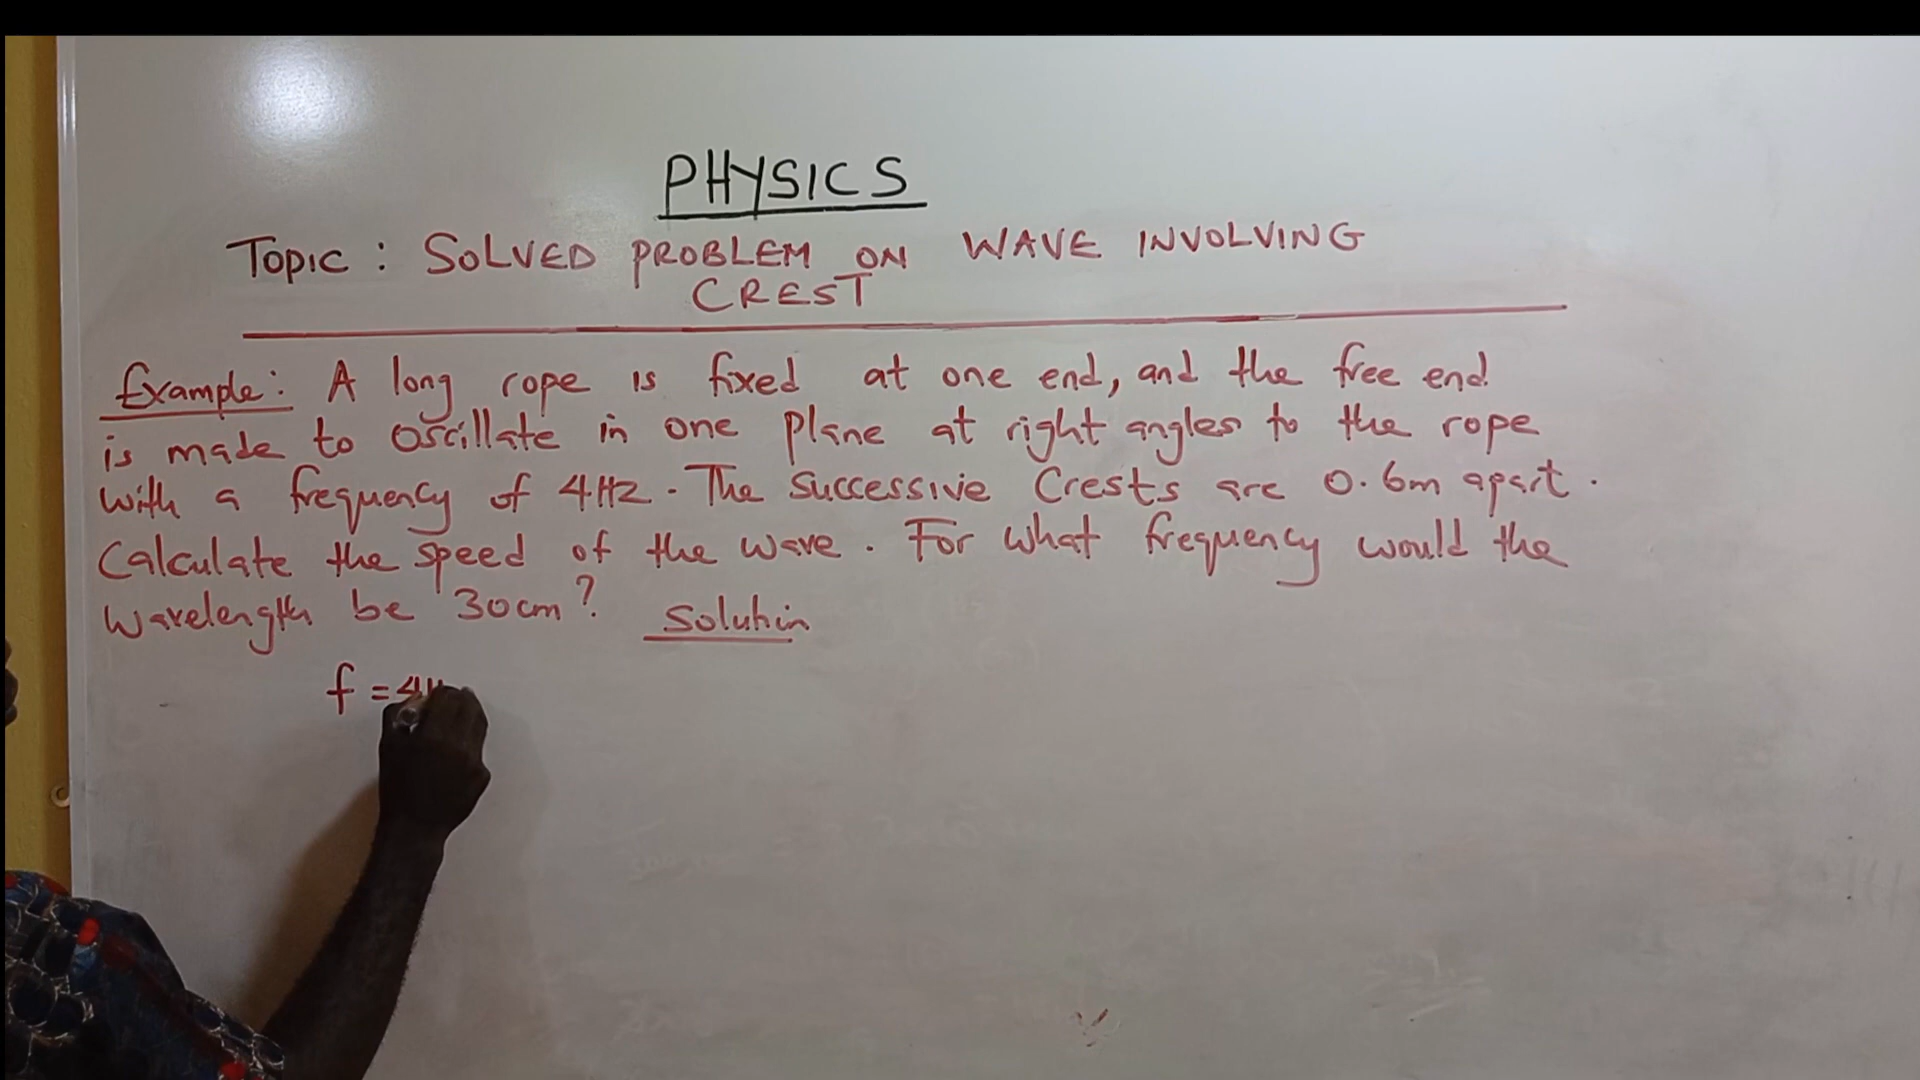 PHYSICS
TOPIC : SOLVED PROBLEM ON WAVE INVOLVING
CREST
Example: A long rope is fixed at one end, and the free end
is made to oscillate in one plane at right angles to the rope
with a frequency of 4Hz. The successive crests are 0.6m apart.
Calculate the speed of the wave. For what frequency would the
wavelength be 30cm? Solution
f = 4H